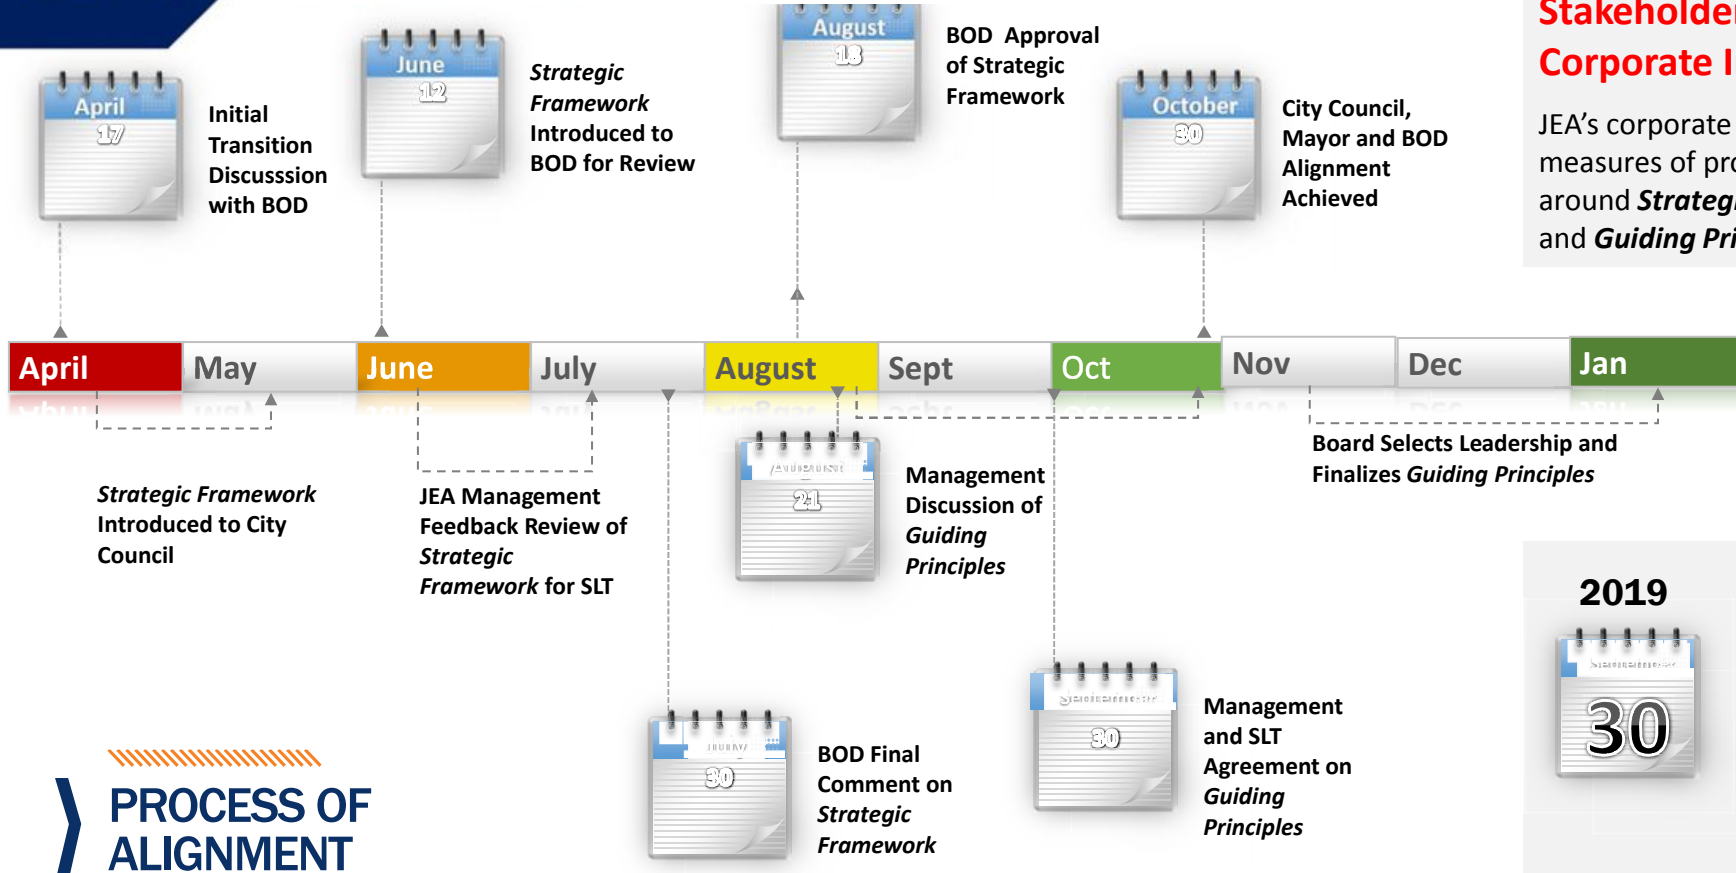 April
17
Initial
Transition
Discusssion
with BOD
June
12
Strategic
Framework
Introduced to
BOD for Review
August
18
BOD Approval
of Strategic
Framework
October
30
City Council,
Mayor and BOD
Alignment
Achieved
Corporate
JEA's corporate
measures of
around
and Guiding
April
May
June
July
August
Sept
Oct
Nov
Dec
Jan
Strategic Framework
Introduced to City
Council
JEA Management
Feedback Review of
Strategic
Framework for SLT
August
21
Management
Discussion of
Guiding
Principles
Board Selects Leadership and
Finalizes Guiding Principles
July
30
BOD Final
Comment on
Strategic
Framework
September
30
Management
and SLT
Agreement on
Guiding
Principles
2019
September
30
PROCESS OF
ALIGNMENT